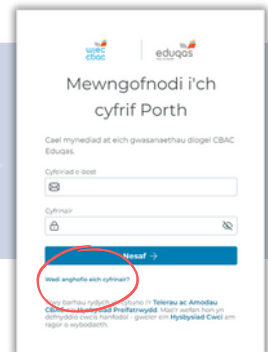 wjec
cbac
eduqas
Mewngofnodi i'ch
cyfrif Porth
Cael mynediad at eich gwasanaethau diogel CBAC
Eduqas.
Cyfeiriad e-bost
Cyfrinair
Nesaf →
Wedi anghofio eich cyfrinair?
barhau rydych yn cytuno i'r Telerau ac Amodau
CBAC Hysbysiad Preifatrwydd. Mae'r wefan hon yn
defnyddio cwcis hanfodol - gweler ein Hysbysiad Cwci am
ragor o wybodaeth.